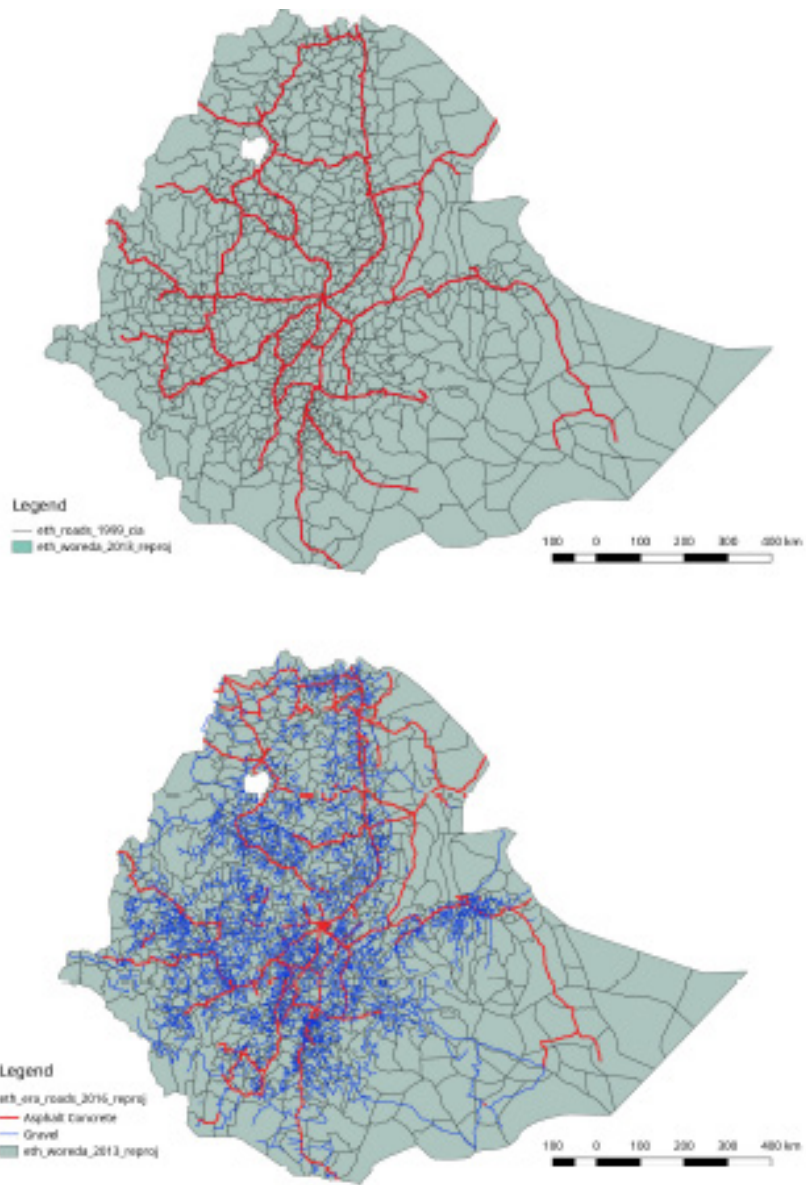 Legend
eth_roads_1999_cia
eth_woreda_2013_reproj
100 0 100 200 300 400 km
Legend
eth_era_roads_2016_reproj
Asphalt Concrete
Gravel
eth_woreda_2013_reproj
100 0 100 200 300 400 km